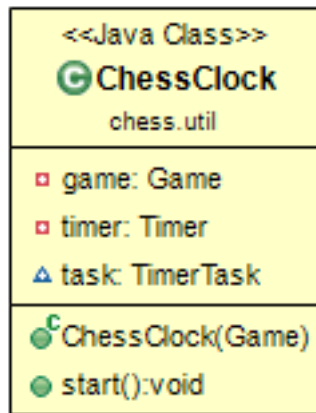 <<Java Class>>
ChessClock
chess.util
game: Game
timer: Timer
task: TimerTask
ChessClock(Game)
start():void